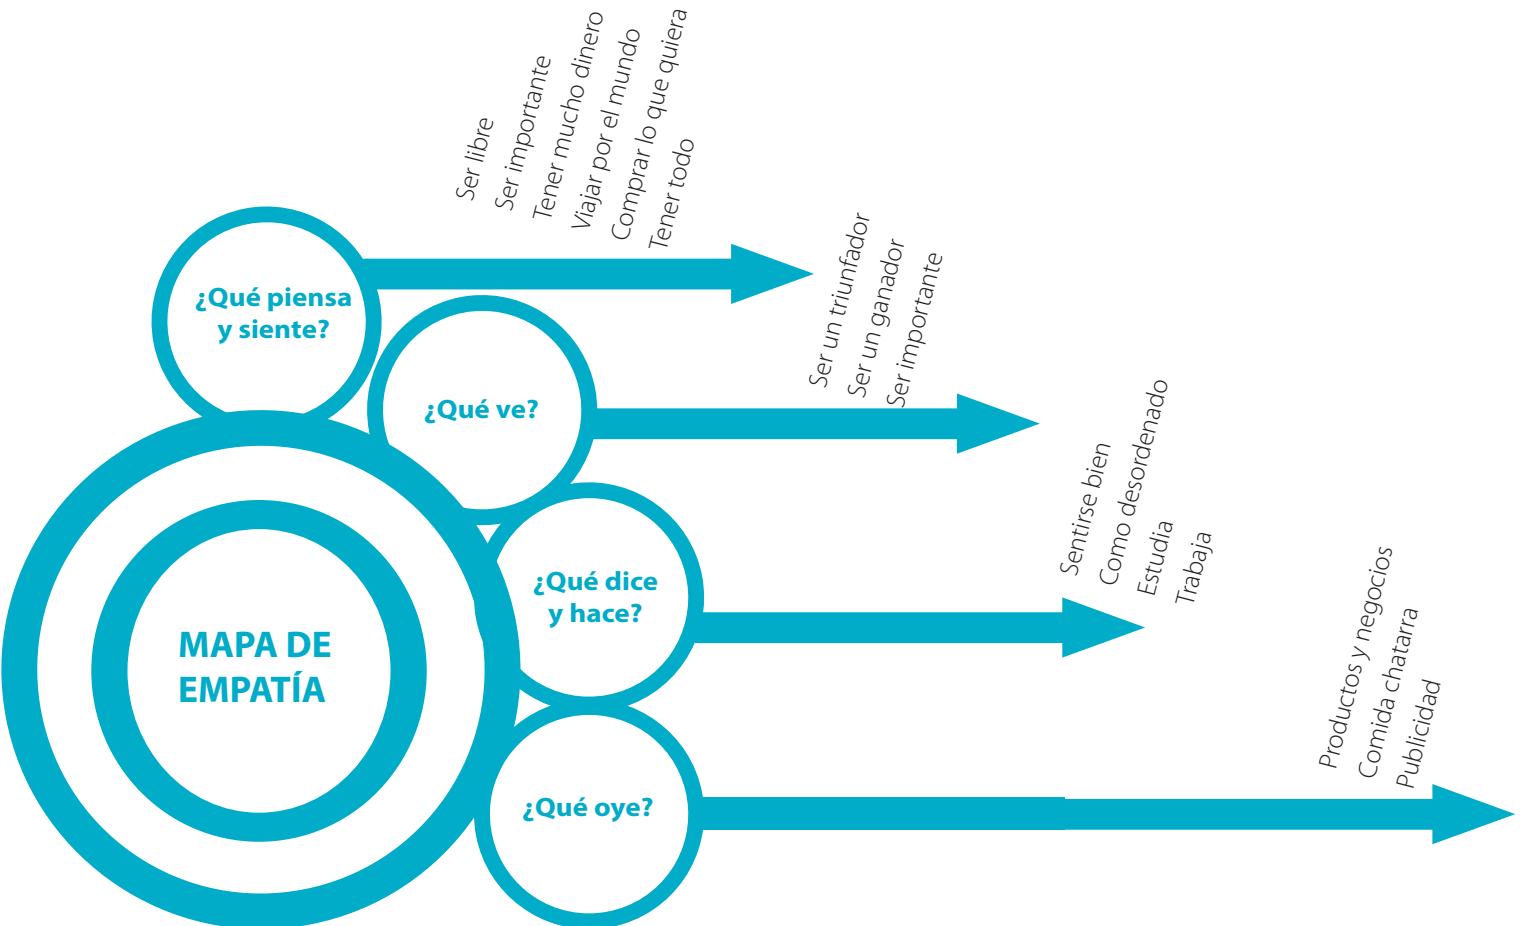 ¿Qué piensa
y siente?
Ser libre
Ser importante
Tener mucho dinero
Viajar por el mundo
Comprar lo que quiera
Tener todo
¿Qué ve?
Ser un triunfador
Ser un ganador
Ser importante
¿Qué dice
y hace?
Sentirse bien
Como desordenado
Estudia
Trabaja
MAPA DE
EMPATÍA
¿Qué oye?
Productos y negocios
Comida chatarra
Publicidad